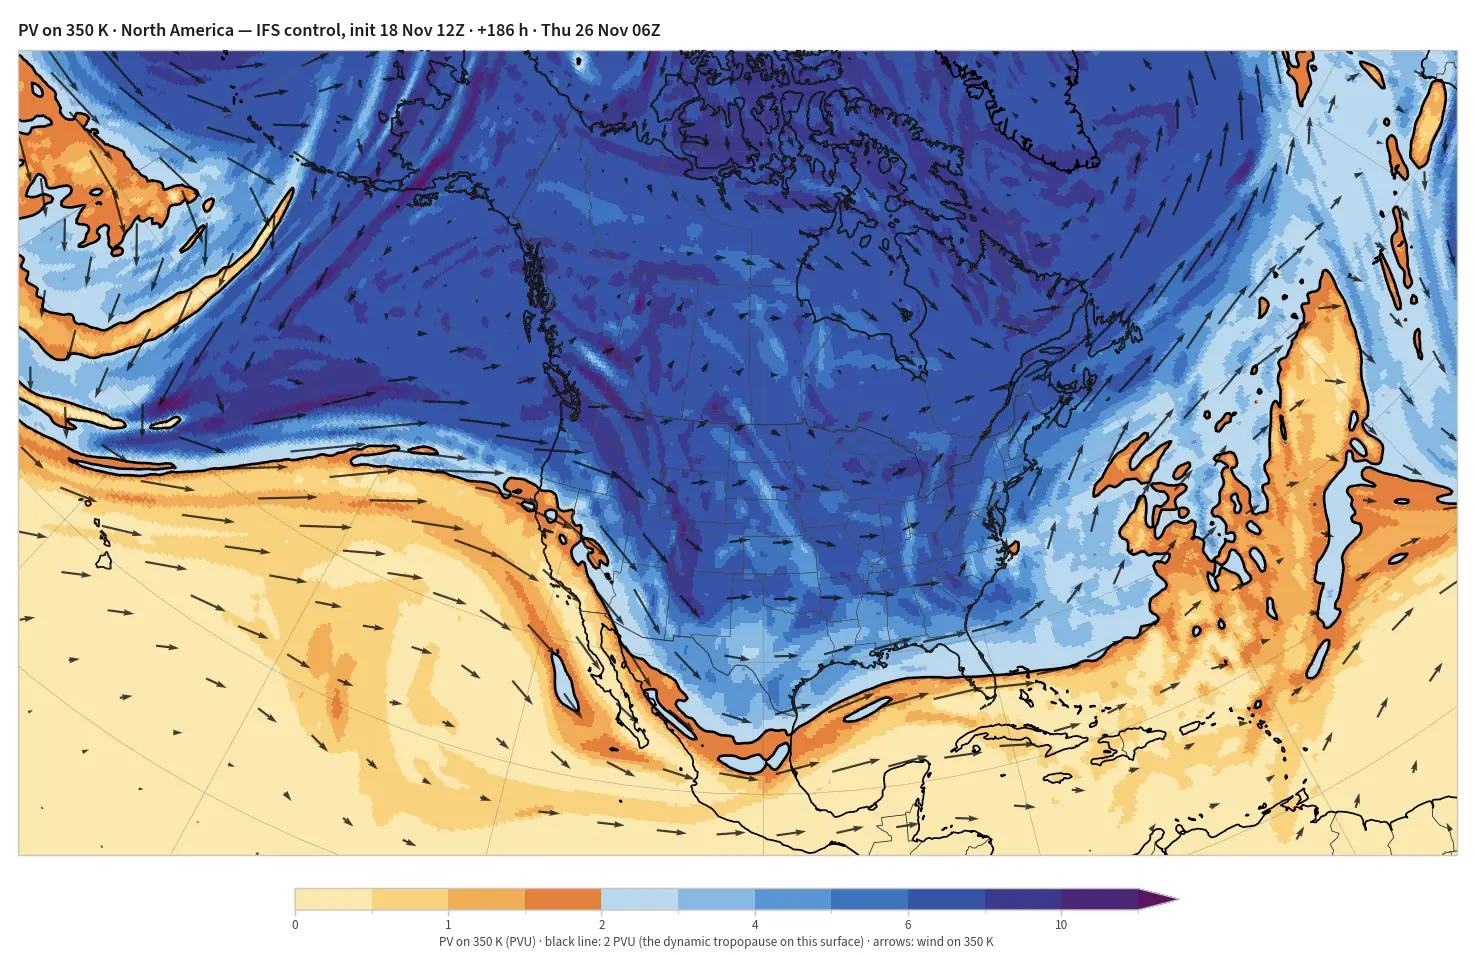 PV on 350 K · North America — IFS control, init 18 Nov 12Z · +186 h · Thu 26 Nov 06Z
0 1 2 4 6 10
PV on 350 K (PVU) · black line: 2 PVU (the dynamic tropopause on this surface) · arrows: wind on 350 K